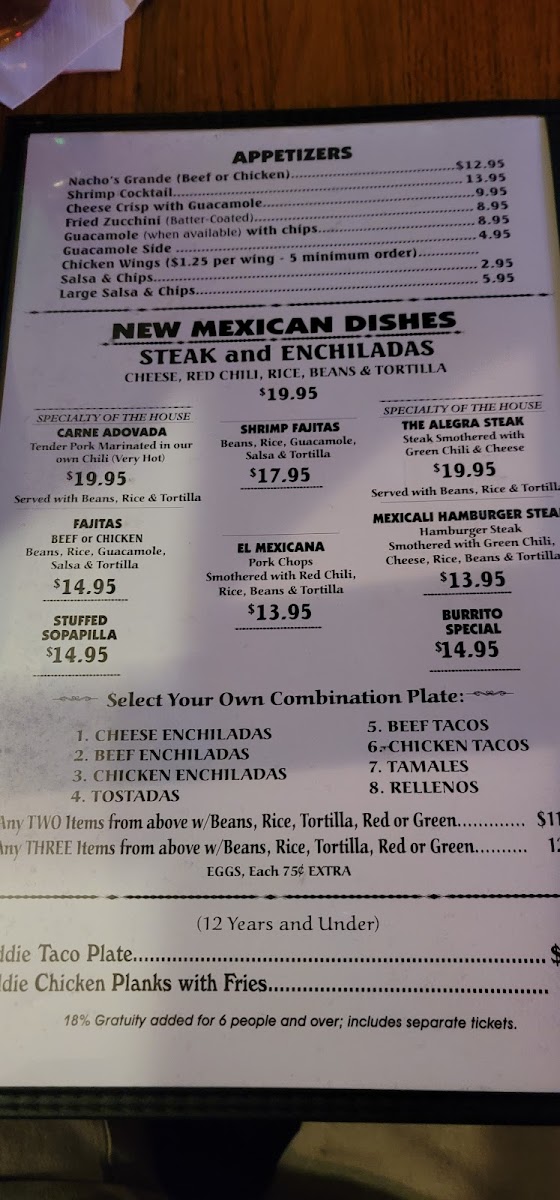 APPETIZERS
Nacho's Grande (Beef or Chicken)...$12.95
Shrimp Cocktail...13.95
Cheese Crisp with Guacamole...9.95
Fried Zucchini (Batter-Coated)...8.95
Guacamole (when available) with chips...8.95
Guacamole Side ...4.95
Chicken Wings ($1.25 per wing - 5 minimum order)...
Salsa & Chips...2.95
Large Salsa & Chips...5.95
NEW MEXICAN DISHES
STEAK and ENCHILADAS
CHEESE, RED CHILI, RICE, BEANS & TORTILLA
$19.95
SPECIALTY OF THE HOUSE
CARNE ADOVADA
Tender Pork Marinated in our
own Chili (Very Hot)
$19.95
Served with Beans, Rice & Tortilla
SHRIMP FAJITAS
Beans, Rice, Guacamole,
Salsa & Tortilla
$17.95
SPECIALTY OF THE HOUSE
THE ALEGRA STEAK
Steak Smothered with
Green Chili & Cheese
$19.95
Served with Beans, Rice & Tortill
FAJITAS
BEEF or CHICKEN
Beans, Rice, Guacamole,
Salsa & Tortilla
$14.95
EL MEXICANA
Pork Chops
Smothered with Red Chili,
Rice, Beans & Tortilla
$13.95
MEXICALI HAMBURGER STEA
Hamburger Steak
Smothered with Green Chili,
Cheese, Rice, Beans & Tortilla
$13.95
STUFFED
SOPAPILLA
$14.95
BURRITO
SPECIAL
$14.95
Select Your Own Combination Plate:
1. CHEESE ENCHILADAS
2. BEEF ENCHILADAS
3. CHICKEN ENCHILADAS
4. TOSTADAS
5. BEEF TACOS
6. CHICKEN TACOS
7. TAMALES
8. RELLENOS
Any TWO Items from above w/Beans, Rice, Tortilla, Red or Green...$11
Any THREE Items from above w/Beans, Rice, Tortilla, Red or Green...12
EGGS, Each 75¢ EXTRA
(12 Years and Under)
ddie Taco Plate...$
ddie Chicken Planks with Fries...
18% Gratuity added for 6 people and over; includes separate tickets.